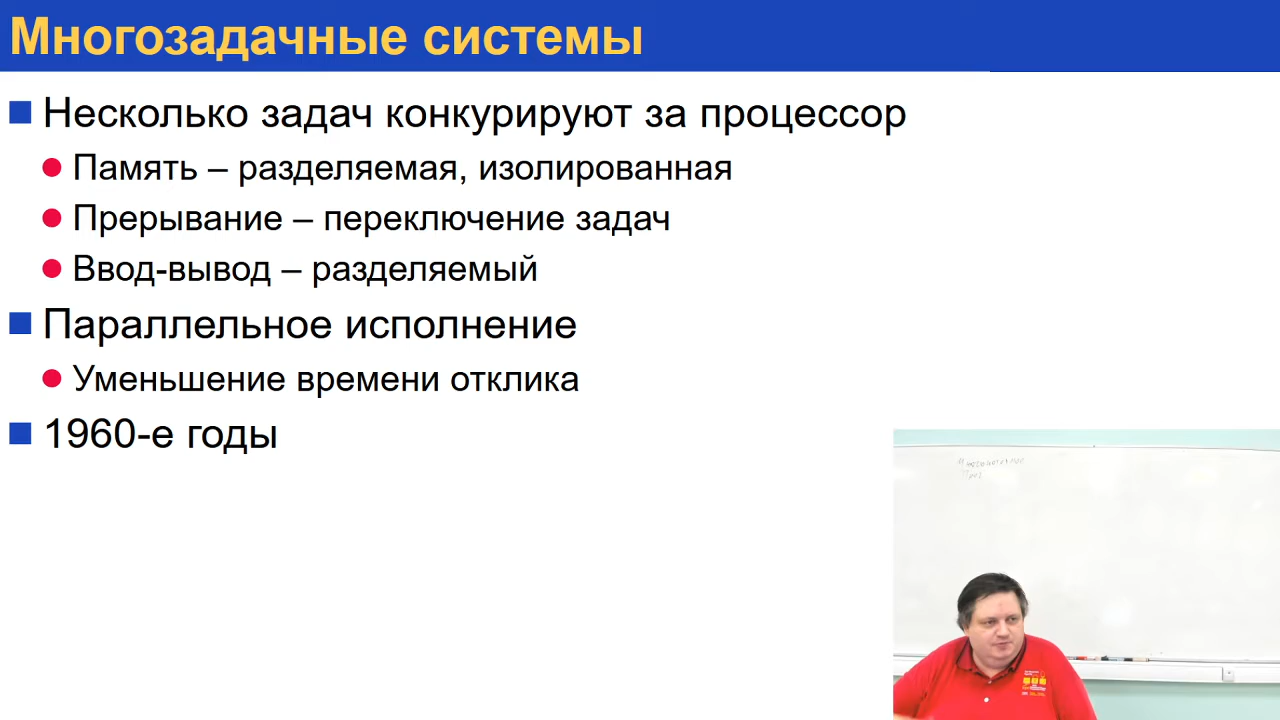 Многозадачные системы
Несколько задач конкурируют за процессор
Память – разделяемая, изолированная
Прерывание – переключение задач
Ввод-вывод – разделяемый
Параллельное исполнение
Уменьшение времени отклика
1960-е годы